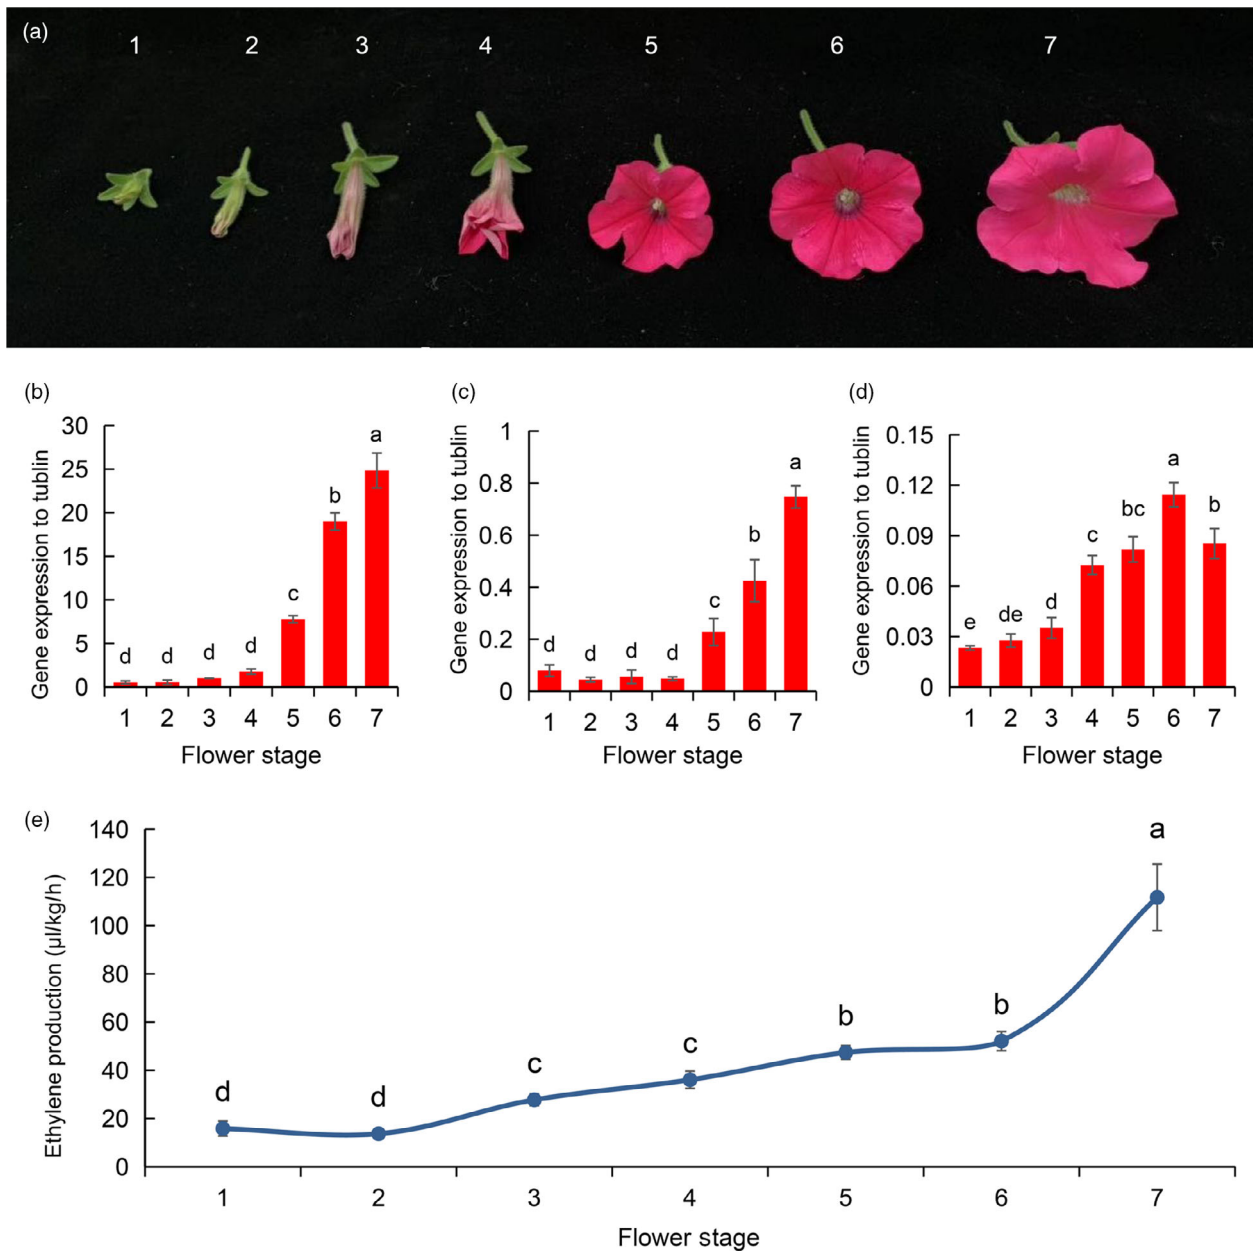 (a)
1 2 3 4 5 6 7
(b)
Gene expression to tublin
30
25
20
15
10
5
0
d d d d c b a
1 2 3 4 5 6 7
Flower stage
(c)
Gene expression to tublin
1
0.8
0.6
0.4
0.2
0
d d d d c b a
1 2 3 4 5 6 7
Flower stage
(d)
Gene expression to tublin
0.15
0.12
0.09
0.06
0.03
0
e de d c bc a b
1 2 3 4 5 6 7
Flower stage
(e)
Ethylene production (µl/kg/h)
140
120
100
80
60
40
20
0
d d c c b b a
1 2 3 4 5 6 7
Flower stage